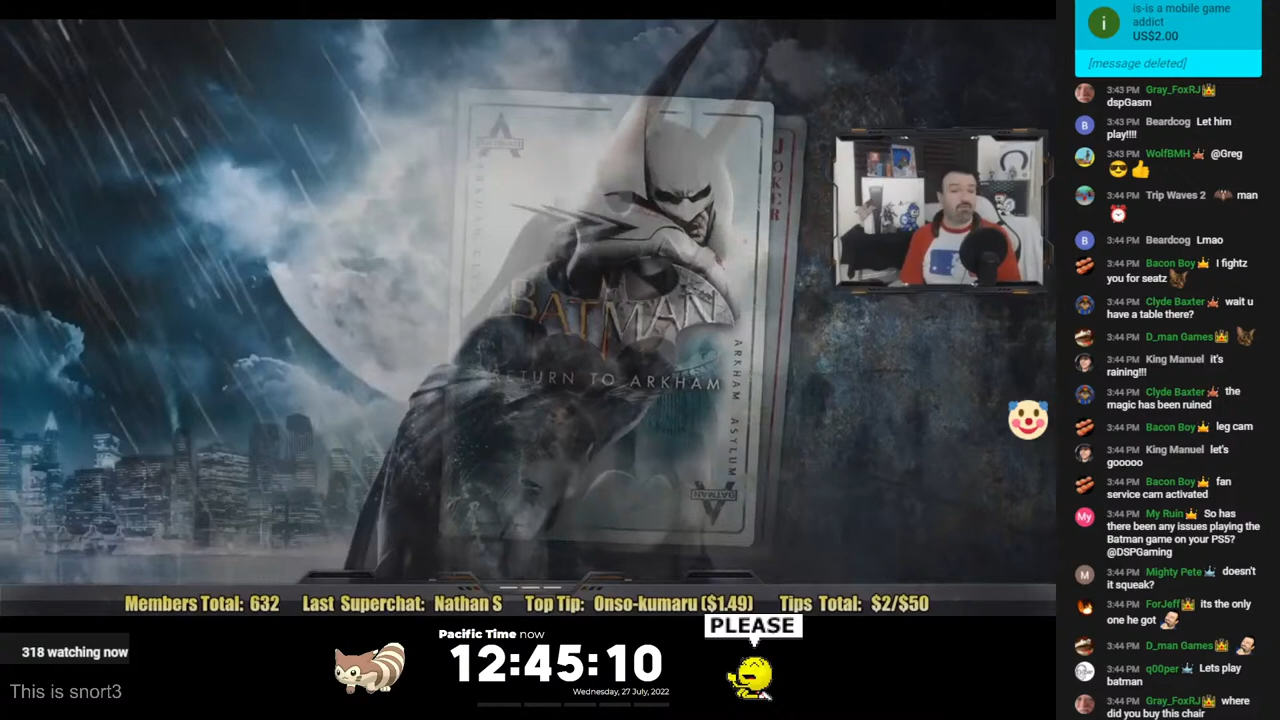 is-is a mobile game
addict
US$2.00
[message deleted]
3:43 PM Gray_FoxRJ
dspGasm
3:43 PM Beardcog Let him
play!!!!
3:43 PM WolfBMH @Greg
3:44 PM Trip Waves 2 man
3:44 PM Beardcog Lmao
3:44 PM Bacon Boy I fightz
you for seatz
3:44 PM Clyde Baxter wait u
have a table there?
3:44 PM D_man Games
3:44 PM King Manuel it's
raining!!!
3:44 PM Clyde Baxter the
magic has been ruined
3:44 PM Bacon Boy leg cam
3:44 PM King Manuel let's
gooooo
3:44 PM Bacon Boy fan
service cam activated
3:44 PM My Ruin So has
there been any issues playing the
Batman game on your PS5?
@DSPGaming
3:44 PM Mighty Pete doesn't
it squeak?
3:44 PM ForJeff its the only
one he got
3:44 PM D_man Games
3:44 PM q00per Lets play
batman
3:44 PM Gray_FoxRJ where
did you buy this chair
JOKER
BATMAN
RETURN TO ARKHAM
ARKHAM ASYLUM
BATMAN
Members Total: 632 Last Superchat: Nathan S Top Tip: Onso-kumaru ($1.49) Tips Total: $2/$50
318 watching now
This is snort3
Pacific Time now
12:45:10
Wednesday, 27 July, 2022
PLEASE